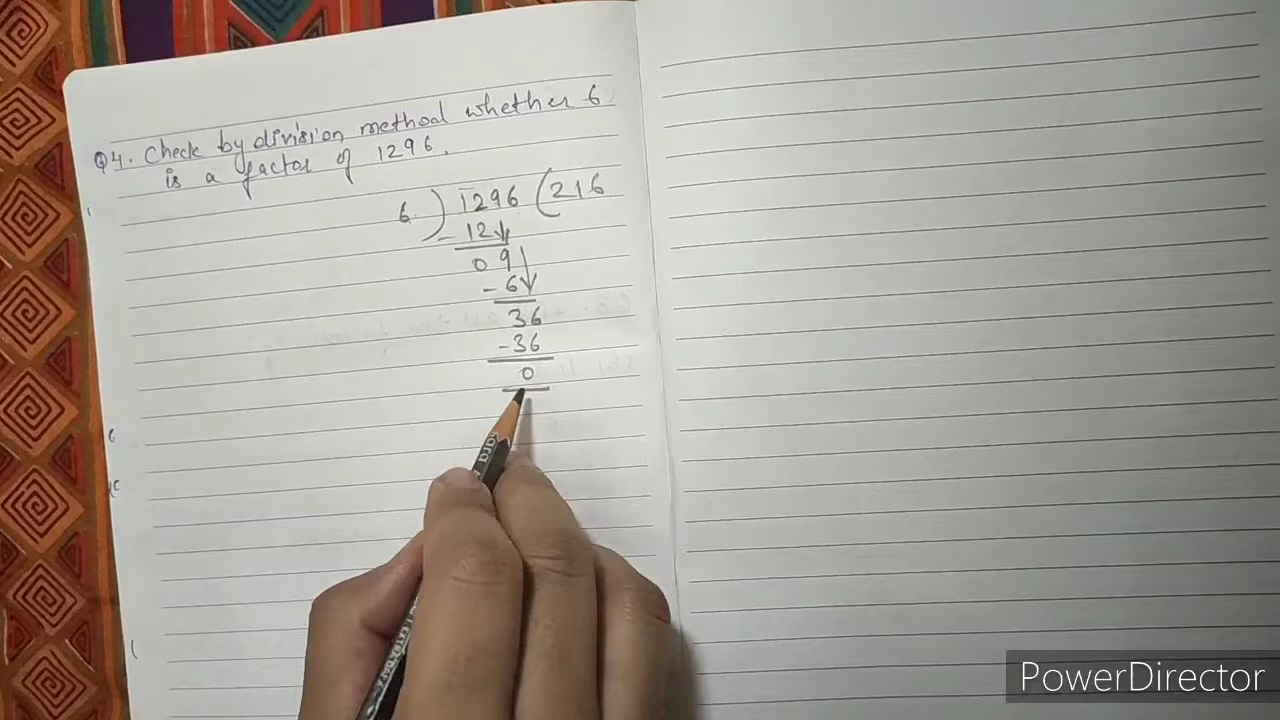 Q4. Check by division method whether 6
is a factor of 1296.
6 ) 1296 ( 216
- 12
09
- 6
36
-36
0
PowerDirector